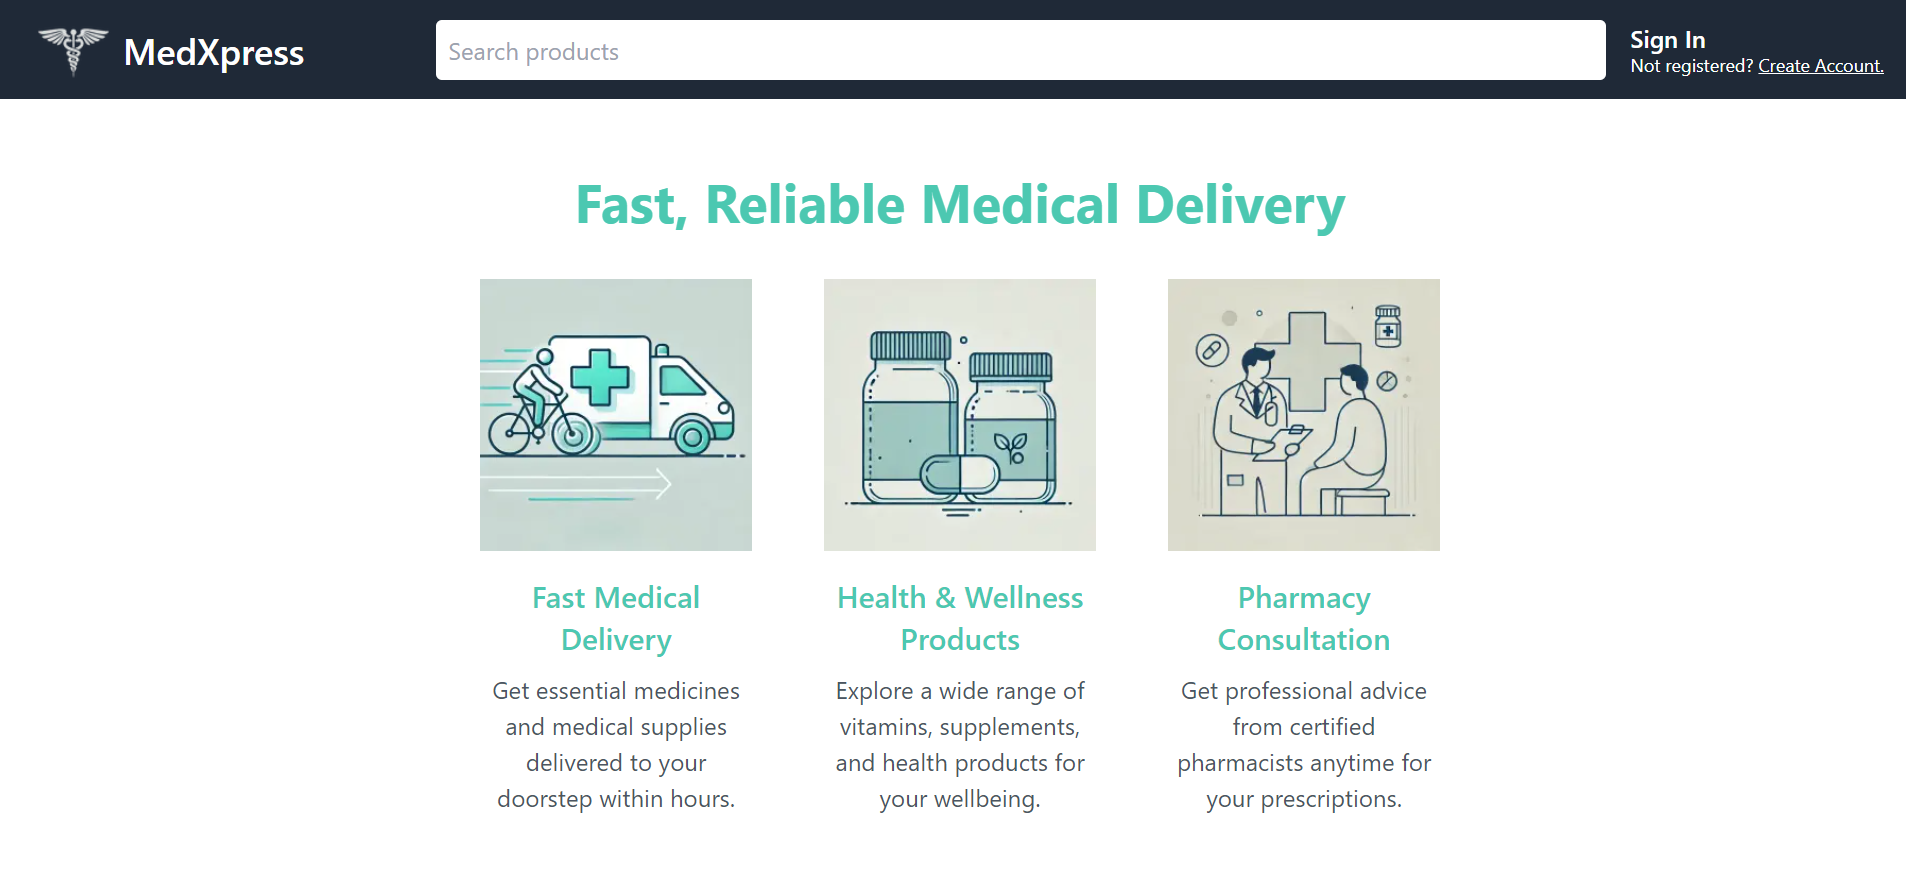 MedXpress
Search products
Sign In
Not registered? Create Account.
Fast, Reliable Medical Delivery
Fast Medical
Delivery
Get essential medicines
and medical supplies
delivered to your
doorstep within hours.
Health & Wellness
Products
Explore a wide range of
vitamins, supplements,
and health products for
your wellbeing.
Pharmacy
Consultation
Get professional advice
from certified
pharmacists anytime for
your prescriptions.